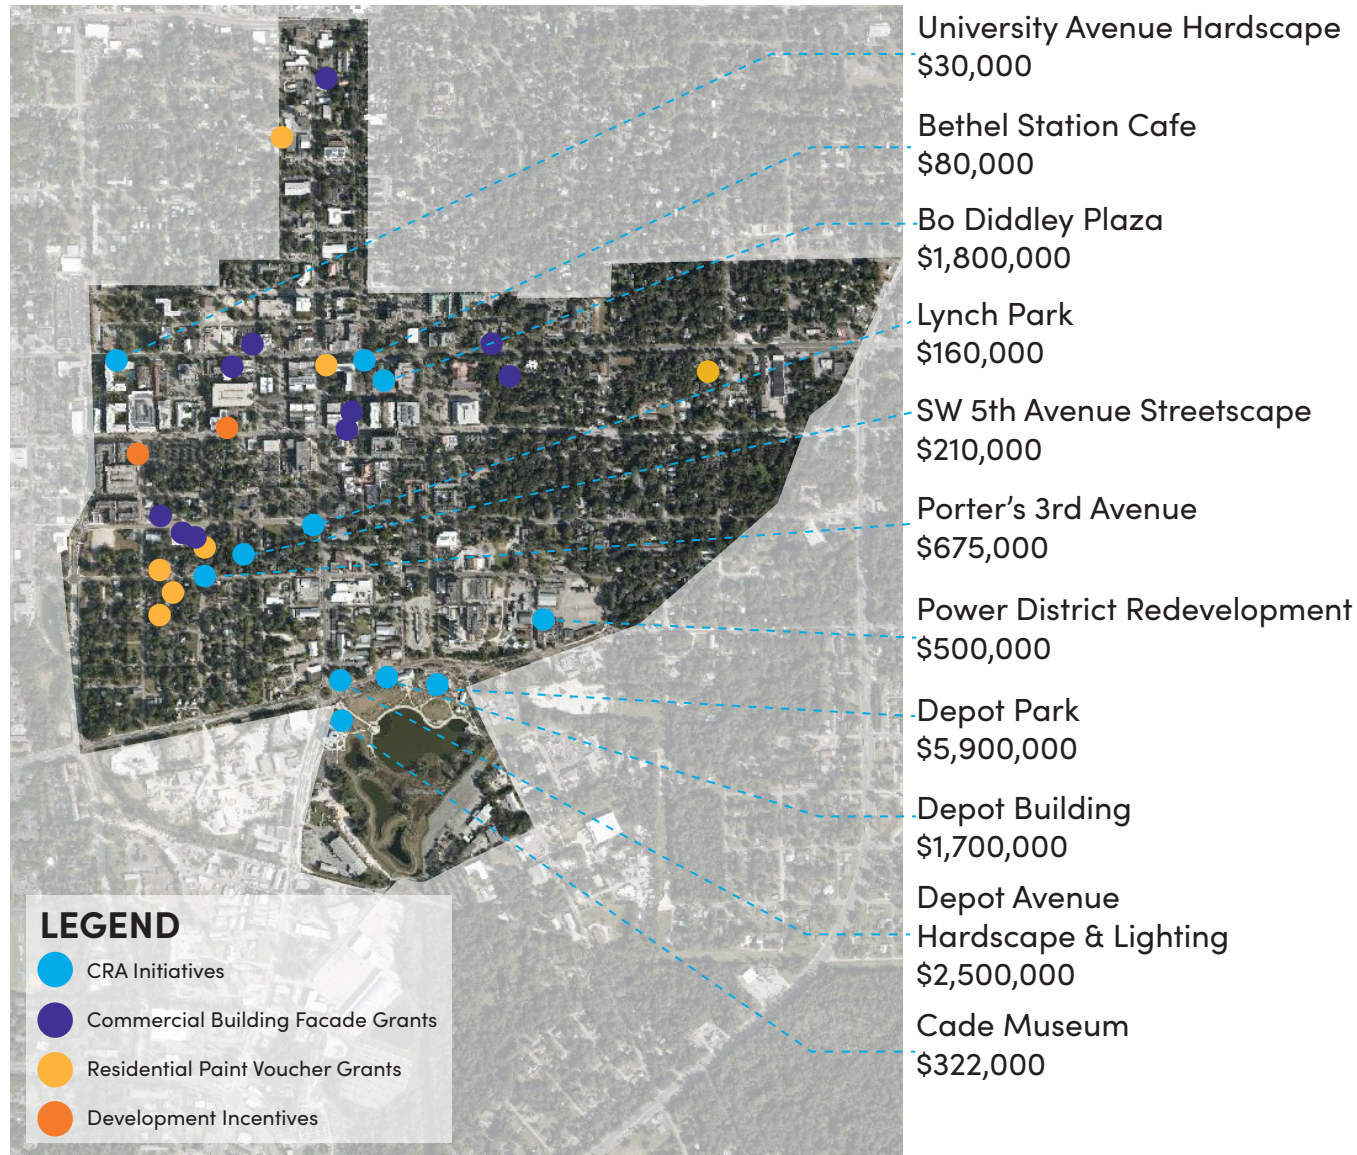 University Avenue Hardscape
$30,000
Bethel Station Cafe
$80,000
Bo Diddley Plaza
$1,800,000
Lynch Park
$160,000
SW 5th Avenue Streetscape
$210,000
Porter’s 3rd Avenue
$675,000
Power District Redevelopment
$500,000
Depot Park
$5,900,000
Depot Building
$1,700,000
Depot Avenue
Hardscape & Lighting
$2,500,000
Cade Museum
$322,000
LEGEND
CRA Initiatives
Commercial Building Facade Grants
Residential Paint Voucher Grants
Development Incentives